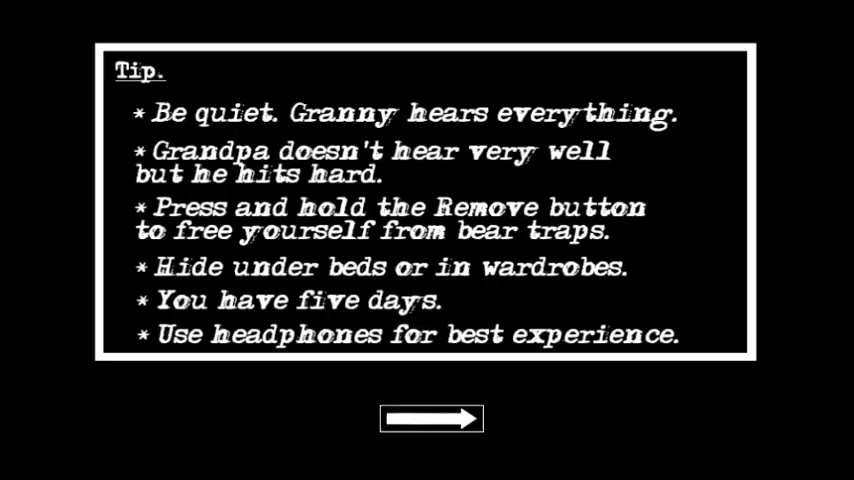 Tip.
* Be quiet. Granny hears everything.
* Grandpa doesn't hear very well
but he hits hard.
* Press and hold the Remove button
to free yourself from bear traps.
* Hide under beds or in wardrobes.
* You have five days.
* Use headphones for best experience.